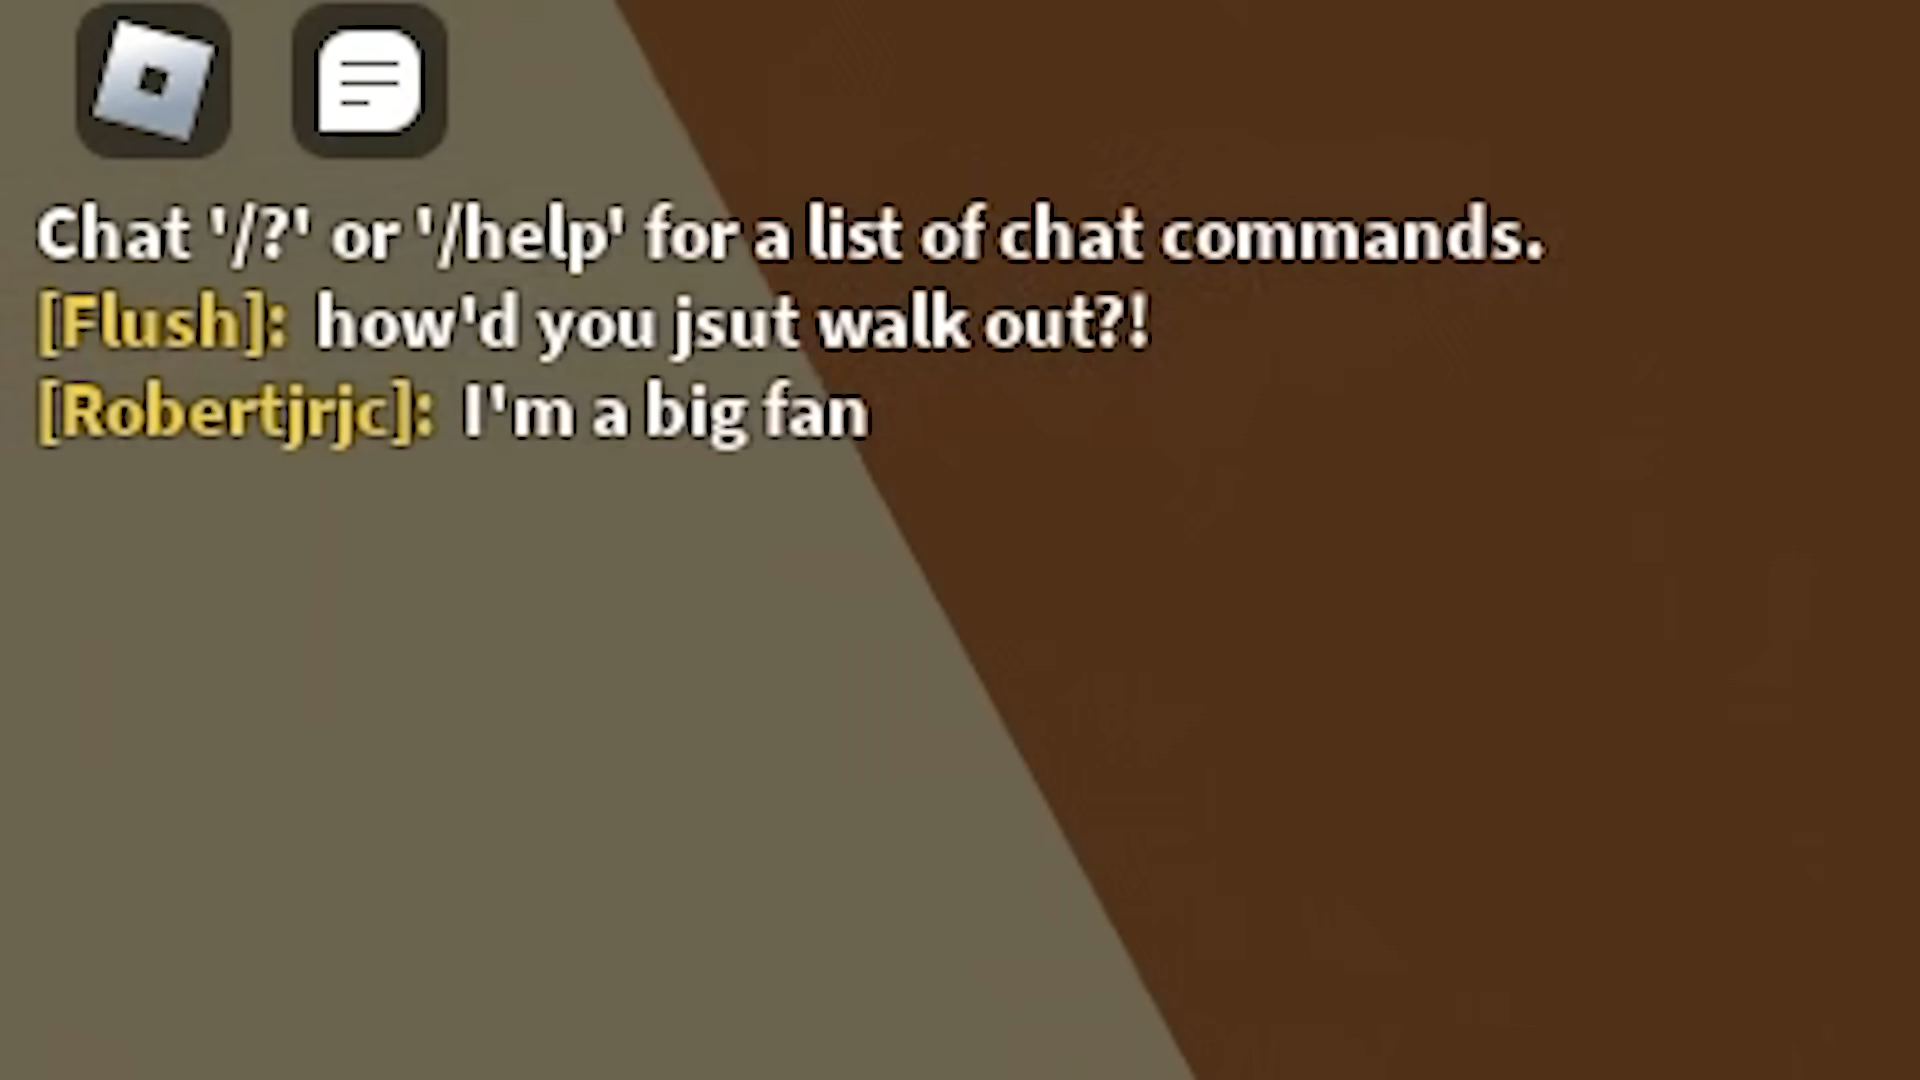 Chat '/?' or '/help' for a list of chat commands.
[Flush]: how'd you jsut walk out?!
[Robertjrjc]: I'm a big fan